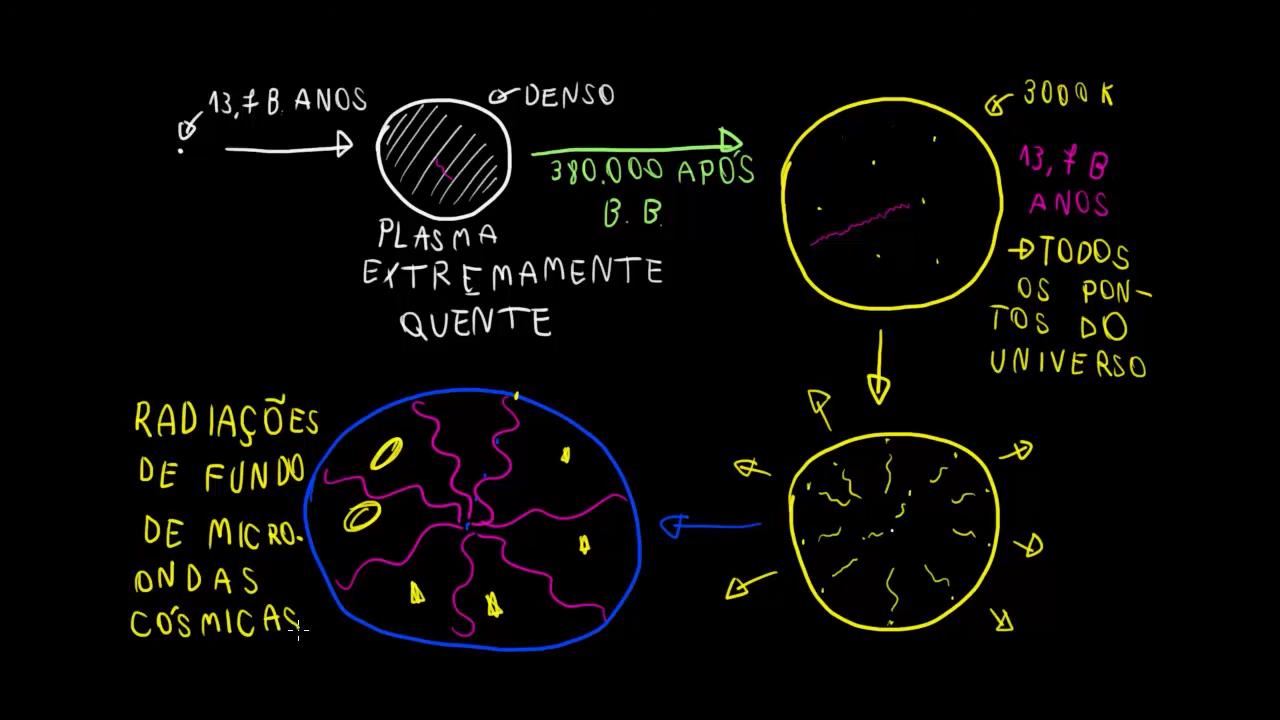 13,7 B. ANOS
DENSO
PLASMA
EXTREMAMENTE
QUENTE
380.000 APÓS
B. B.
3000 K
13,7 B
ANOS
→ TODOS
OS PON-
TOS DO
UNIVERSO
RADIAÇÕES
DE FUNDO
DE MICRO-
ONDAS
CÓSMICAS